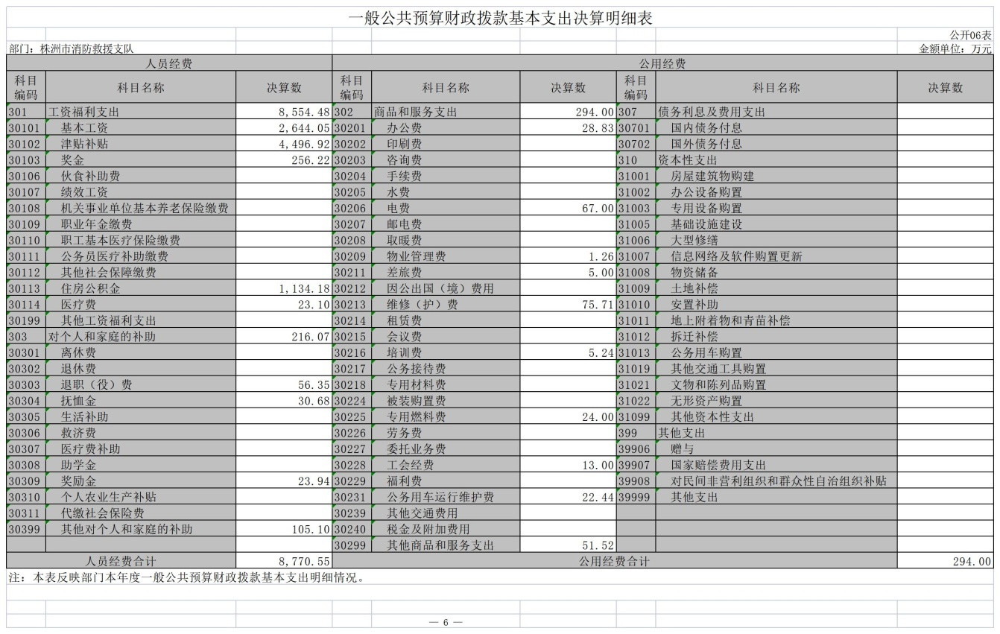 一般公共预算财政拨款基本支出决算明细表
公开06表
部门：株洲市消防救援支队 金额单位：万元
人员经费 公用经费
科目编码 科目名称 决算数 科目编码 科目名称 决算数 科目编码 科目名称 决算数
301 工资福利支出 8,554.48 302 商品和服务支出 294.00 307 债务利息及费用支出
30101 基本工资 2,644.05 30201 办公费 28.83 30701 国内债务付息
30102 津贴补贴 4,496.92 30202 印刷费 30702 国外债务付息
30103 奖金 256.22 30203 咨询费 310 资本性支出
30106 伙食补助费 30204 手续费 31001 房屋建筑物购建
30107 绩效工资 30205 水费 31002 办公设备购置
30108 机关事业单位基本养老保险缴费 30206 电费 67.00 31003 专用设备购置
30109 职业年金缴费 30207 邮电费 31005 基础设施建设
30110 职工基本医疗保险缴费 30208 取暖费 31006 大型修缮
30111 公务员医疗补助缴费 30209 物业管理费 1.26 31007 信息网络及软件购置更新
30112 其他社会保障缴费 30211 差旅费 5.00 31008 物资储备
30113 住房公积金 1,134.18 30212 因公出国（境）费用 31009 土地补偿
30114 医疗费 23.10 30213 维修（护）费 75.71 31010 安置补助
30199 其他工资福利支出 30214 租赁费 31011 地上附着物和青苗补偿
303 对个人和家庭的补助 216.07 30215 会议费 31012 拆迁补偿
30301 离休费 30216 培训费 5.24 31013 公务用车购置
30302 退休费 30217 公务接待费 31019 其他交通工具购置
30303 退职（役）费 56.35 30218 专用材料费 31021 文物和陈列品购置
30304 抚恤金 30.68 30224 被装购置费 31022 无形资产购置
30305 生活补助 30225 专用燃料费 24.00 31099 其他资本性支出
30306 救济费 30226 劳务费 399 其他支出
30307 医疗费补助 30227 委托业务费 39906 赠与
30308 助学金 30228 工会经费 13.00 39907 国家赔偿费用支出
30309 奖励金 23.94 30229 福利费 39908 对民间非营利组织和群众性自治组织补贴
30310 个人农业生产补贴 30231 公务用车运行维护费 22.44 39999 其他支出
30311 代缴社会保险费 30239 其他交通费用
30399 其他对个人和家庭的补助 105.10 30240 税金及附加费用
30299 其他商品和服务支出 51.52
人员经费合计 8,770.55 公用经费合计 294.00
注：本表反映部门本年度一般公共预算财政拨款基本支出明细情况。
— 6 —